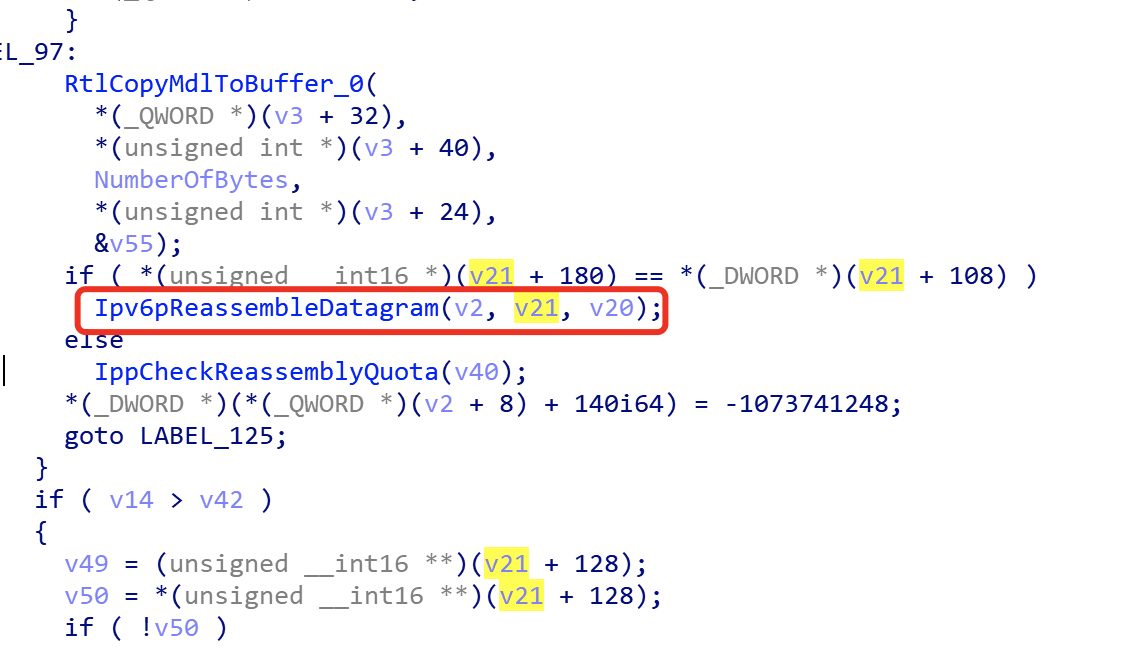 }
EL_97:
RtlCopyMdlToBuffer_0(
*(_QWORD *)(v3 + 32),
*(unsigned int *)(v3 + 40),
NumberOfBytes,
*(unsigned int *)(v3 + 24),
&v55);
if ( *(unsigned __int16 *)(v21 + 180) == *(_DWORD *)(v21 + 108) )
Ipv6pReassembleDatagram(v2, v21, v20);
else
IppCheckReassemblyQuota(v40);
*(_DWORD *)(*(_QWORD *)(v2 + 8) + 140i64) = -1073741248;
goto LABEL_125;
}
if ( v14 > v42 )
{
v49 = (unsigned __int16 **)(v21 + 128);
v50 = *(unsigned __int16 **)(v21 + 128);
if ( !v50 )